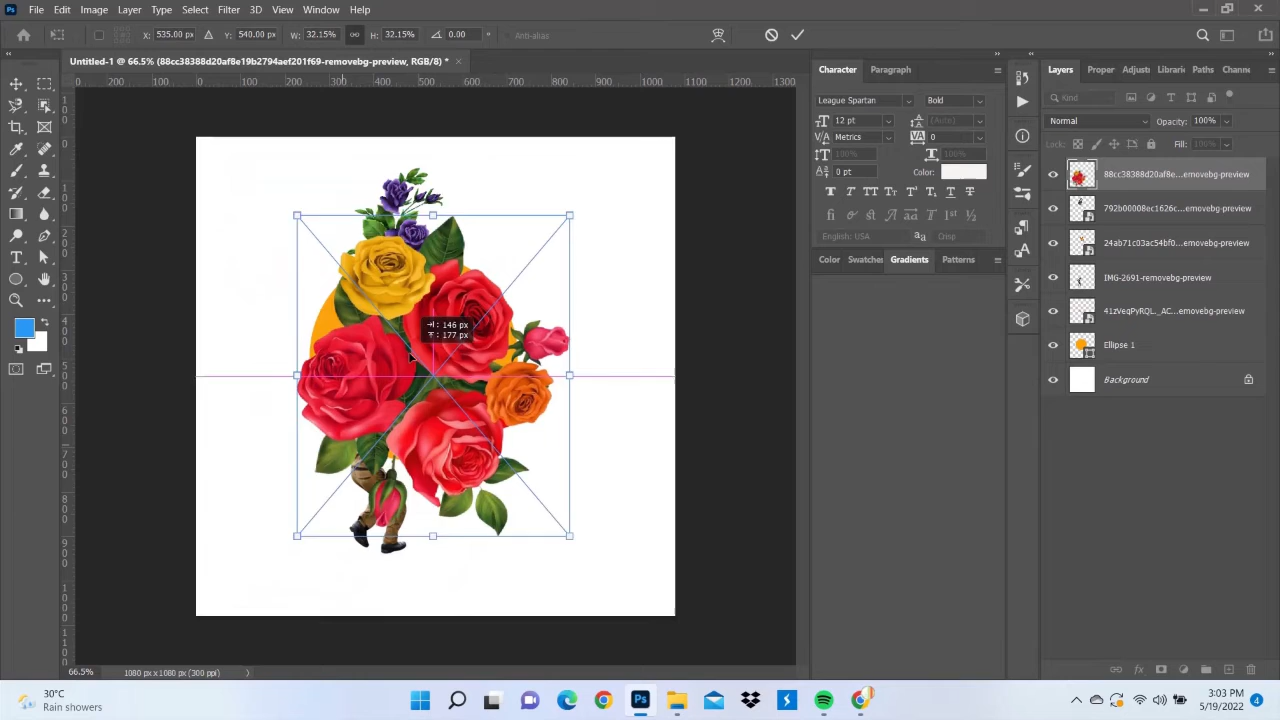 Ps File Edit Image Layer Type Select Filter 3D View Window Help
X: 535.00 px Y: 540.00 px W: 32.15% H: 32.15% 0.00 ° Anti-alias
Untitled-1 @ 66.5% (88cc38388d20af8e19b2794aef201f69-removebg-preview, RGB/8) *
100 0 100 200 300 400 500 600 700 800 900 1000 1100 1200 1300
146 px
177 px
66.5% 1080 px x 1080 px (300 ppi)
Character Paragraph
League Spartan Bold
12 pt (Auto)
Metrics 0
100% 100%
0 pt Color:
English: USA aa Crisp
Color Swatches Gradients Patterns
Layers Proper Adjusts Librari Paths Channe
Kind
Normal Opacity: 100%
Lock: Fill: 100%
88cc38388d20af8e...emovebg-preview
792b00008ec1626c...emovebg-preview
24ab71c03ac54bf0...emovebg-preview
IMG-2691-removebg-preview
41zVeqPyRQL._AC...emovebg-preview
Ellipse 1
Background
fx
30°C
Rain showers
Ps
3:03 PM
5/19/2022
4